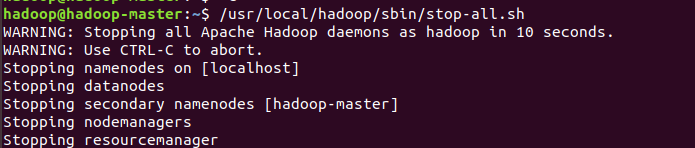 hadoop@hadoop-master:~$ /usr/local/hadoop/sbin/stop-all.sh
WARNING: Stopping all Apache Hadoop daemons as hadoop in 10 seconds.
WARNING: Use CTRL-C to abort.
Stopping namenodes on [localhost]
Stopping datanodes
Stopping secondary namenodes [hadoop-master]
Stopping nodemanagers
Stopping resourcemanager